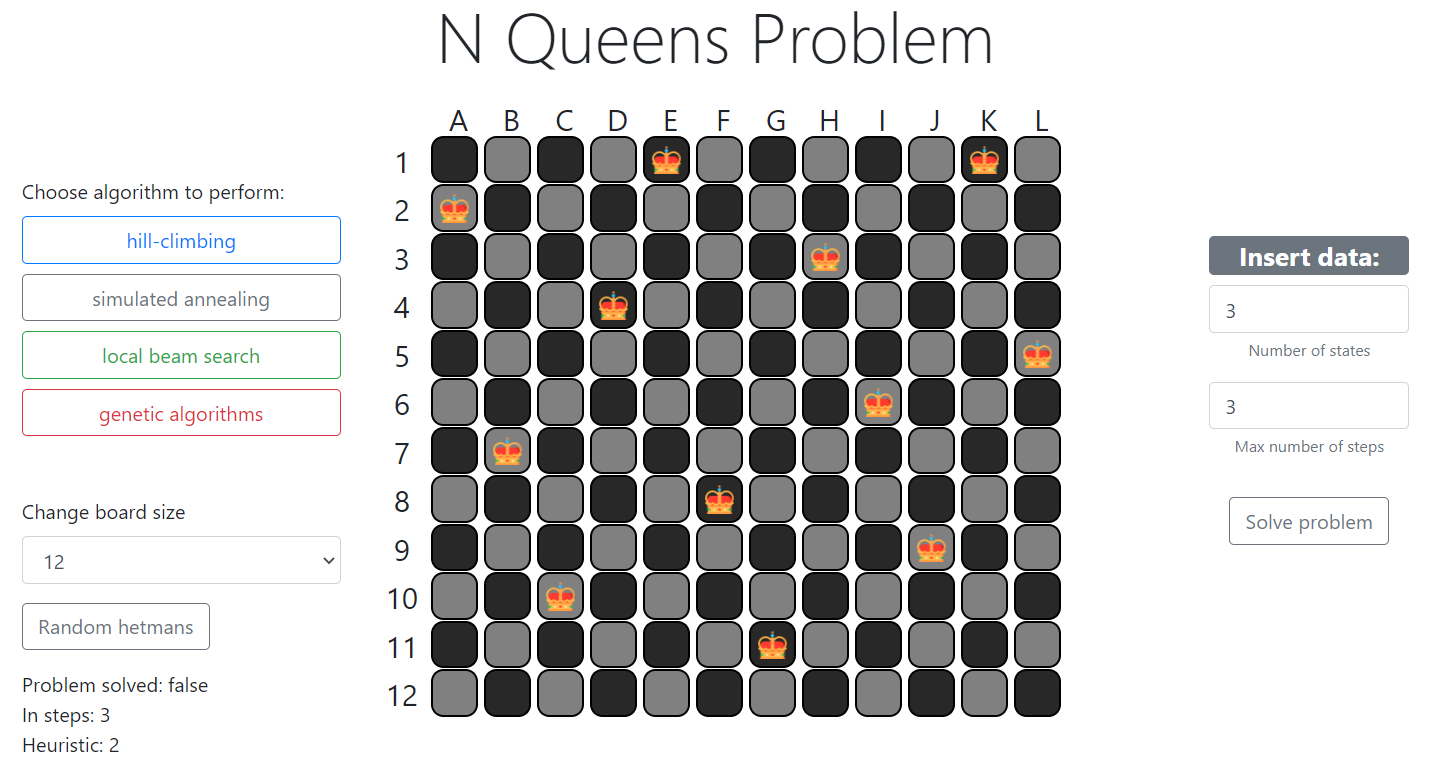 N Queens Problem
Choose algorithm to perform:
hill-climbing
simulated annealing
local beam search
genetic algorithms
Change board size
12
Random hetmans
Problem solved: false
In steps: 3
Heuristic: 2
A B C D E F G H I J K L
1
2
3
4
5
6
7
8
9
10
11
12
Insert data:
3
Number of states
3
Max number of steps
Solve problem